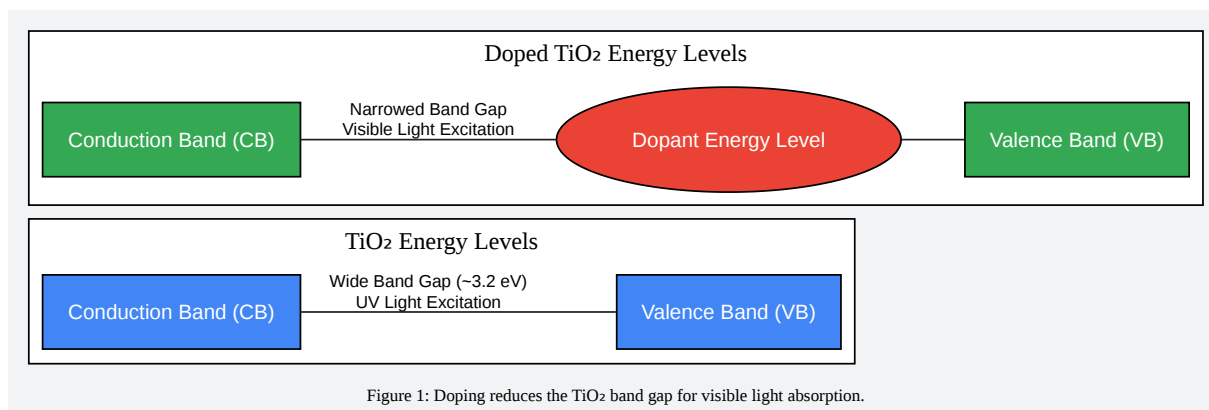 Doped TiO₂ Energy Levels
Conduction Band (CB)
Narrowed Band Gap
Visible Light Excitation
Dopant Energy Level
Valence Band (VB)
TiO₂ Energy Levels
Conduction Band (CB)
Wide Band Gap (~3.2 eV)
UV Light Excitation
Valence Band (VB)
Figure 1: Doping reduces the TiO₂ band gap for visible light absorption.